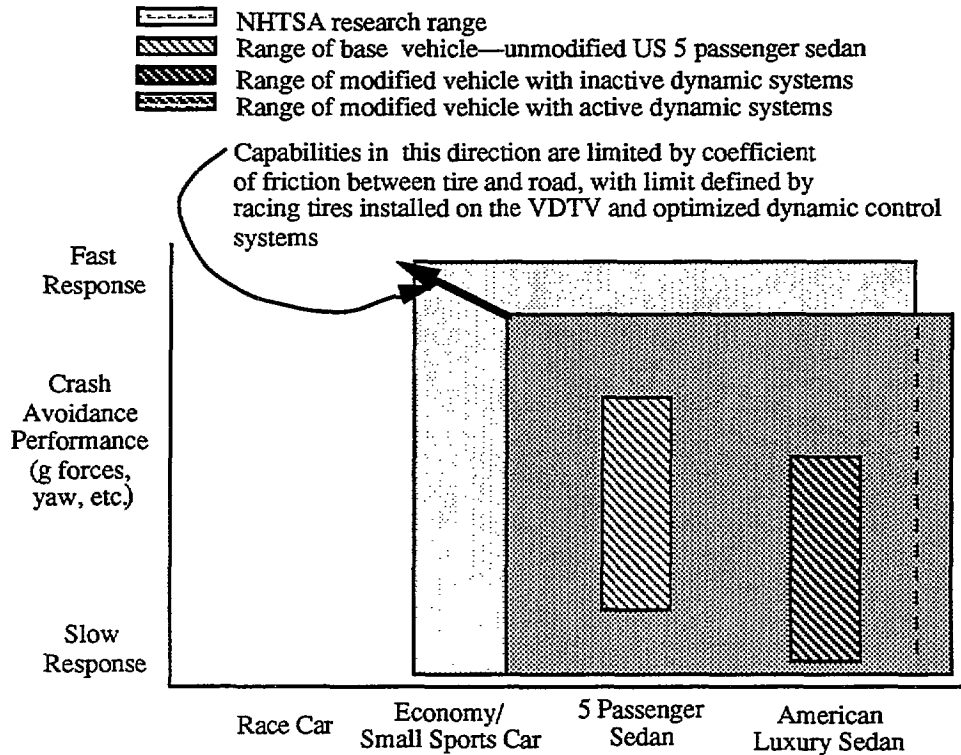 NHTSA research range
Range of base vehicle—unmodified US 5 passenger sedan
Range of modified vehicle with inactive dynamic systems
Range of modified vehicle with active dynamic systems
Capabilities in this direction are limited by coefficient
of friction between tire and road, with limit defined by
racing tires installed on the VDTV and optimized dynamic control
systems
Fast
Response
Crash
Avoidance
Performance
(g forces,
yaw, etc.)
Slow
Response
Race Car
Economy/
Small Sports Car
5 Passenger
Sedan
American
Luxury Sedan